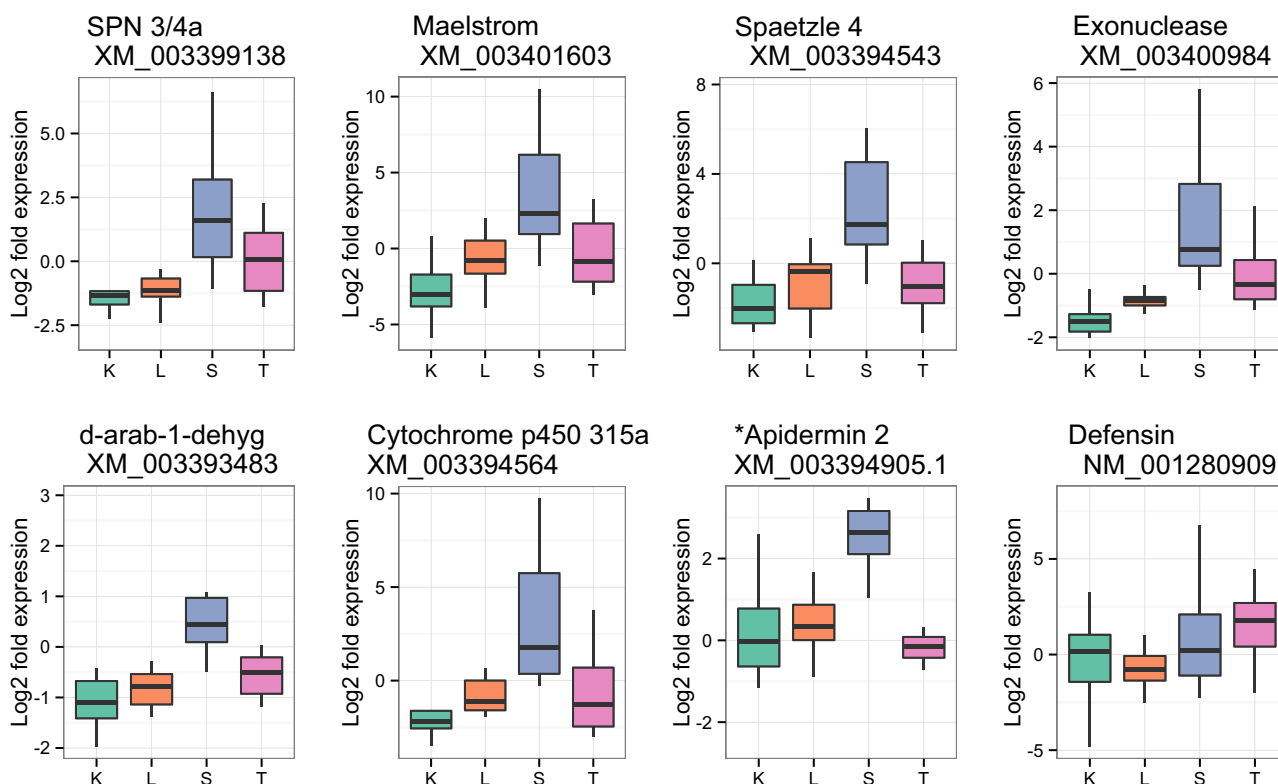 SPN 3/4a
XM_003399138
Log2 fold expression
5.0
2.5
0.0
-2.5
K L S T
Maelstrom
XM_003401603
Log2 fold expression
10
5
0
-5
K L S T
Spaetzle 4
XM_003394543
Log2 fold expression
8
4
0
K L S T
Exonuclease
XM_003400984
Log2 fold expression
6
4
2
0
-2
K L S T
d-arab-1-dehyg
XM_003393483
Log2 fold expression
3
2
1
0
-1
-2
K L S T
Cytochrome p450 315a
XM_003394564
Log2 fold expression
10
5
0
K L S T
*Apidermin 2
XM_003394905.1
Log2 fold expression
2
0
-2
K L S T
Defensin
NM_001280909
Log2 fold expression
5
0
-5
K L S T